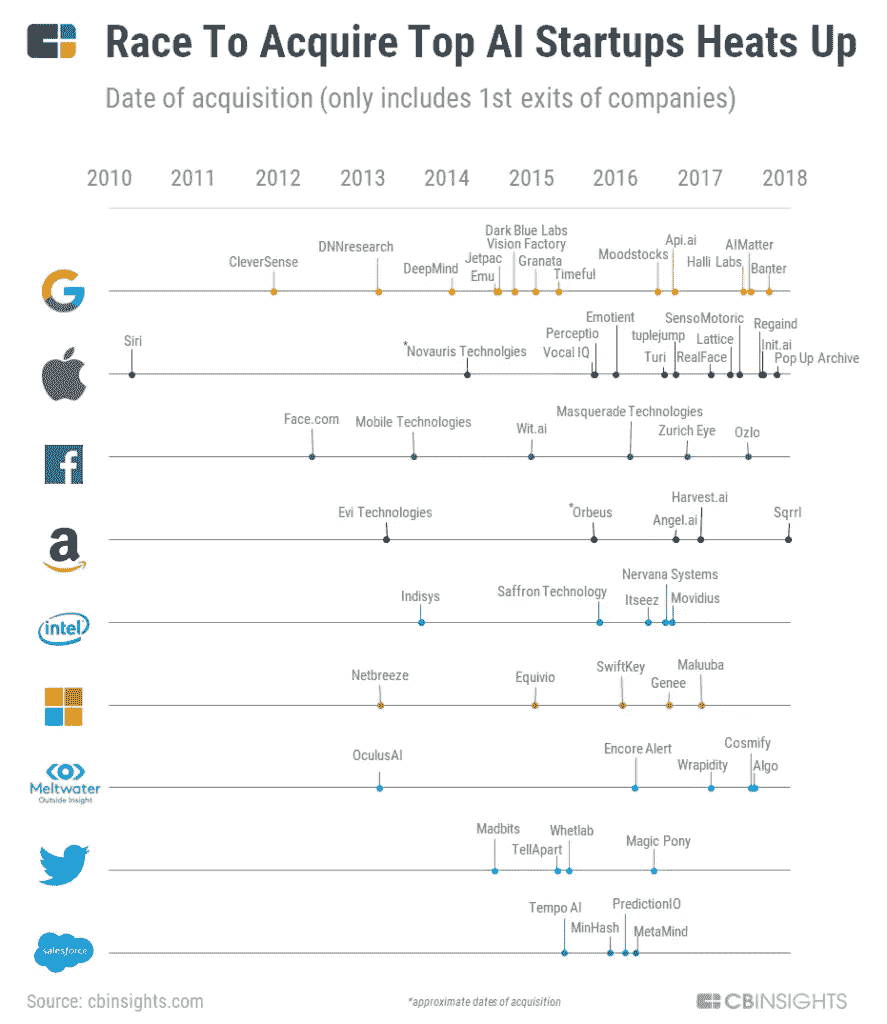 Race To Acquire Top AI Startups Heats Up
Date of acquisition (only includes 1st exits of companies)
2010 2011 2012 2013 2014 2015 2016 2017 2018
CleverSense
DNNresearch
DeepMind
Jetpac
Emu
Dark Blue Labs
Vision Factory
Granata
Timeful
Moodstocks
Api.ai
Halli Labs
AIMatter
Banter
Siri
*Novauris Technolgies
Perceptio
Vocal IQ
Emotient
tuplejump
Turi
RealFace
SensoMotoric
Lattice
Regaind
Init.ai
Pop Up Archive
Face.com
Mobile Technologies
Wit.ai
Masquerade Technologies
Zurich Eye
Ozlo
a
Evi Technologies
*Orbeus
Angel.ai
Harvest.ai
Sqrrl
intel
Indisys
Saffron Technology
Itseez
Nervana Systems
Movidius
Netbreeze
Equivio
SwiftKey
Genee
Maluuba
Meltwater
Outside Insight
OculusAI
Encore Alert
Wrapidity
Cosmify
Algo
Madbits
TellApart
Whetlab
Magic Pony
salesforce
Tempo AI
MinHash
PredictionIO
MetaMind
Source: cbinsights.com
*approximate dates of acquisition
CBINSIGHTS